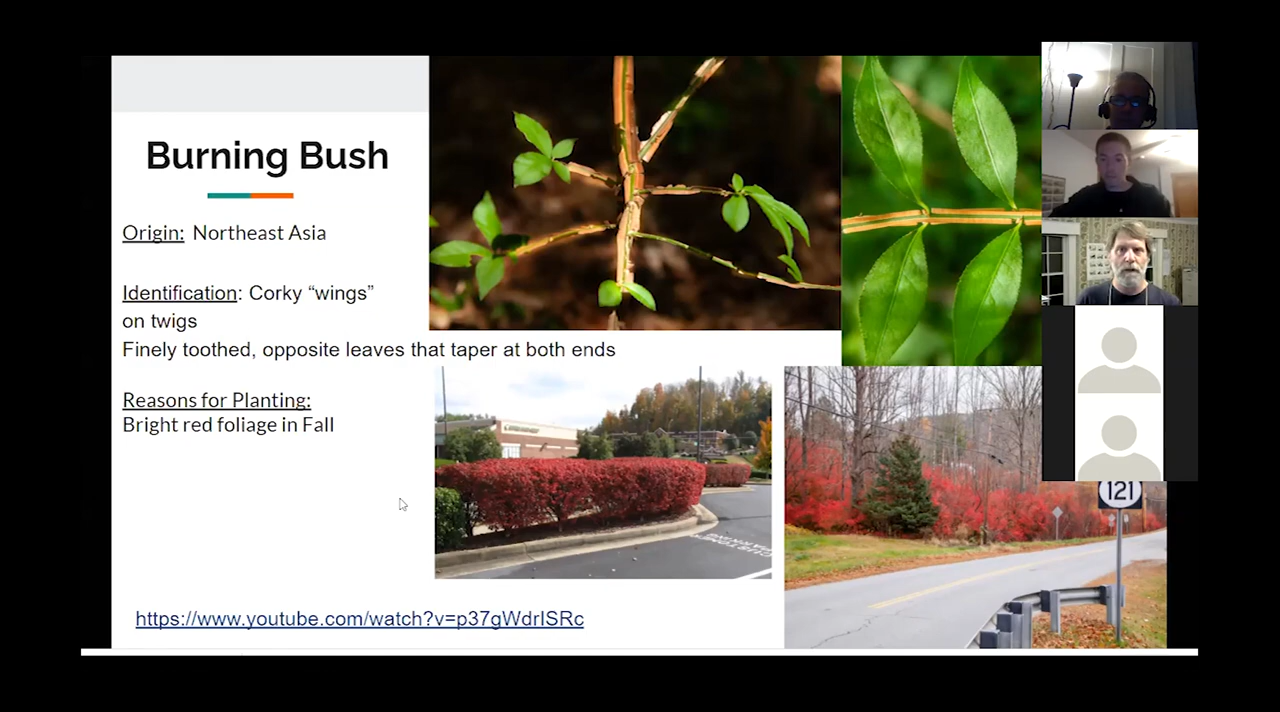 Burning Bush
Origin: Northeast Asia
Identification: Corky “wings”
on twigs
Finely toothed, opposite leaves that taper at both ends
Reasons for Planting:
Bright red foliage in Fall
121
https://www.youtube.com/watch?v=p37gWdrISRc